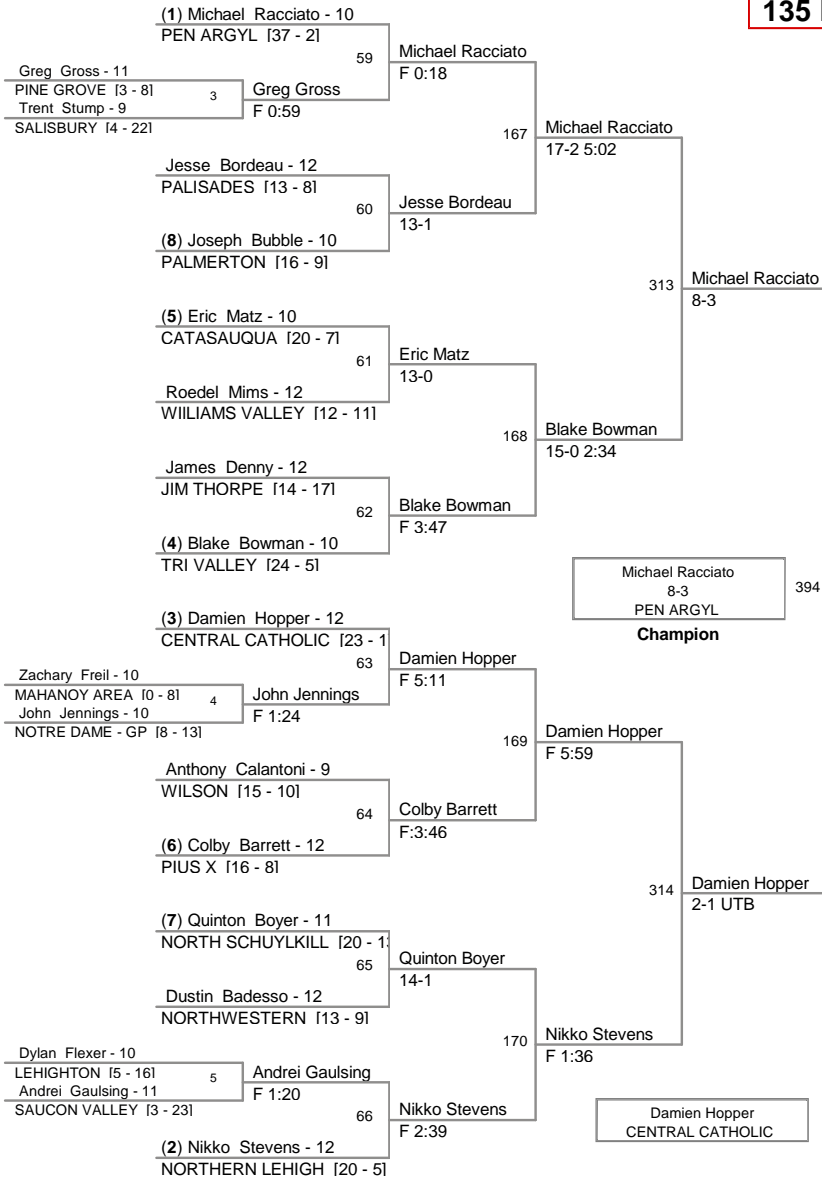 135
(1) Michael Racciato - 10
PEN ARGYL [37 - 2]
59
Michael Racciato
F 0:18
Greg Gross - 11
PINE GROVE [3 - 8]
3
Greg Gross
F 0:59
Trent Stump - 9
SALISBURY [4 - 22]
167
Michael Racciato
17-2 5:02
Jesse Bordeau - 12
PALISADES [13 - 8]
60
Jesse Bordeau
13-1
(8) Joseph Bubble - 10
PALMERTON [16 - 9]
313
Michael Racciato
8-3
(5) Eric Matz - 10
CATASAUQUA [20 - 7]
61
Eric Matz
13-0
Roedel Mims - 12
WIILIAMS VALLEY [12 - 11]
168
Blake Bowman
15-0 2:34
James Denny - 12
JIM THORPE [14 - 17]
62
Blake Bowman
F 3:47
(4) Blake Bowman - 10
TRI VALLEY [24 - 5]
Michael Racciato
8-3
PEN ARGYL
394
Champion
(3) Damien Hopper - 12
CENTRAL CATHOLIC [23 - 1
63
Damien Hopper
F 5:11
Zachary Freil - 10
MAHANOY AREA [0 - 8]
4
John Jennings
F 1:24
John Jennings - 10
NOTRE DAME - GP [8 - 13]
169
Damien Hopper
F 5:59
Anthony Calantoni - 9
WILSON [15 - 10]
64
Colby Barrett
F:3:46
(6) Colby Barrett - 12
PIUS X [16 - 8]
314
Damien Hopper
2-1 UTB
(7) Quinton Boyer - 11
NORTH SCHUYLKILL [20 - 1
65
Quinton Boyer
14-1
Dustin Badesso - 12
NORTHWESTERN [13 - 9]
170
Nikko Stevens
F 1:36
Dylan Flexer - 10
LEHIGHTON [5 - 16]
5
Andrei Gaulsing
F 1:20
Andrei Gaulsing - 11
SAUCON VALLEY [3 - 23]
66
Nikko Stevens
F 2:39
(2) Nikko Stevens - 12
NORTHERN LEHIGH [20 - 5]
Damien Hopper
CENTRAL CATHOLIC